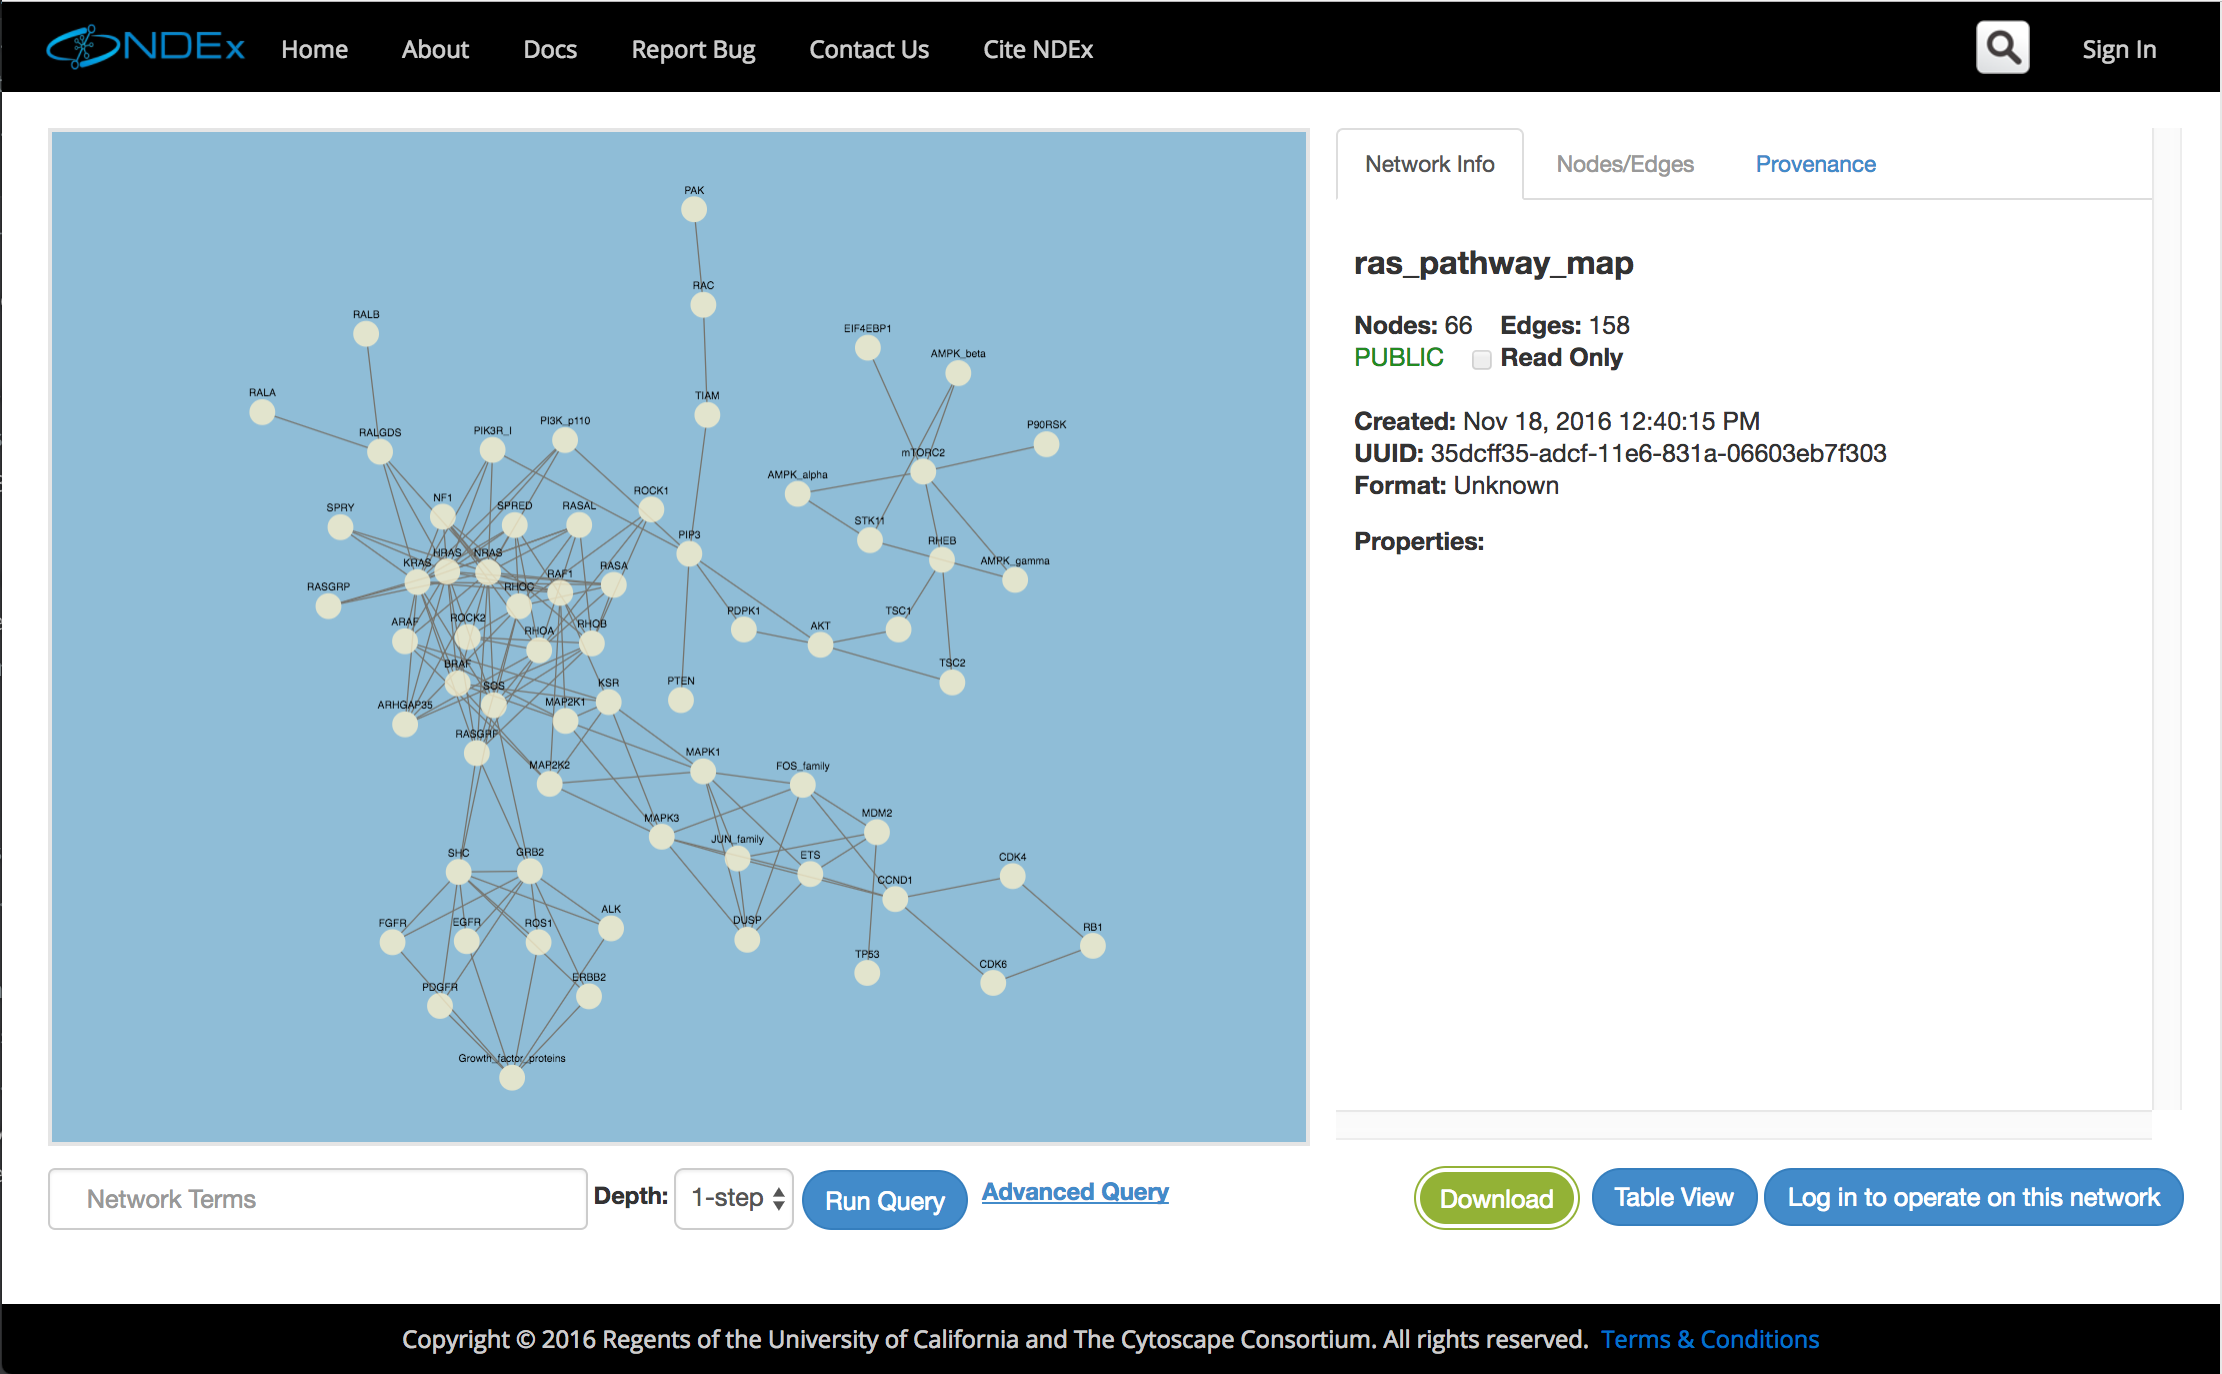 NDEx Home About Docs Report Bug Contact Us Cite NDEx Sign In
PAK
RAC
RALB
EIF4EBP1
AMPK_beta
RALA
TIAM
PI3K_p110
P90RSK
RALGDS
PIK3R_I
mTORC2
AMPK_alpha
ROCK1
NF1
SPRED
RASAL
SPRY
STK11
PIP3
RHEB
HRAS
NRAS
KRAS
AMPK_gamma
RASA
RAF1
RASGRP
RHOC
PDPK1
TSC1
ROCK2
ARAF
RHOB
AKT
RHOA
BRAF
TSC2
PTEN
KSR
SOS
MAP2K1
ARHGAP35
RASGRF
MAPK1
MAP2K2
FOS_family
MDM2
MAPK3
JUN_family
SHC
GRB2
ETS
CDK4
CCND1
ALK
FGFR
EGFR
ROS1
DUSP
RB1
TP53
CDK6
ERBB2
PDGFR
Growth_factor_proteins
Network Info Nodes/Edges Provenance
ras_pathway_map
Nodes: 66 Edges: 158
PUBLIC Read Only
Created: Nov 18, 2016 12:40:15 PM
UUID: 35dcff35-adcf-11e6-831a-06603eb7f303
Format: Unknown
Properties:
Network Terms Depth: 1-step Run Query Advanced Query Download Table View Log in to operate on this network
Copyright © 2016 Regents of the University of California and The Cytoscape Consortium. All rights reserved. Terms & Conditions